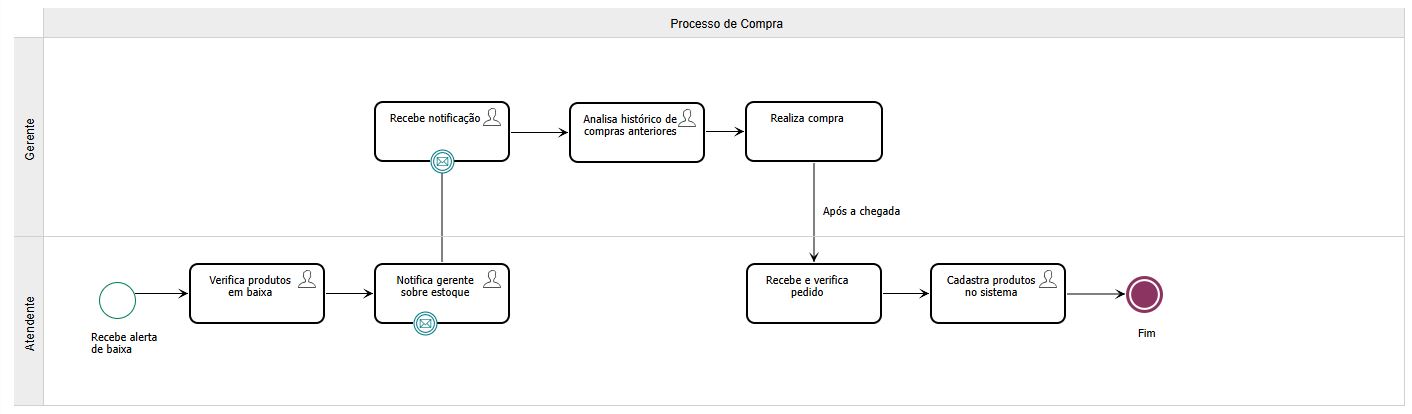 Processo de Compra
Gerente
Recebe notificação
Analisa histórico de
compras anteriores
Realiza compra
Após a chegada
Atendente
Recebe alerta
de baixa
Verifica produtos
em baixa
Notifica gerente
sobre estoque
Recebe e verifica
pedido
Cadastra produtos
no sistema
Fim